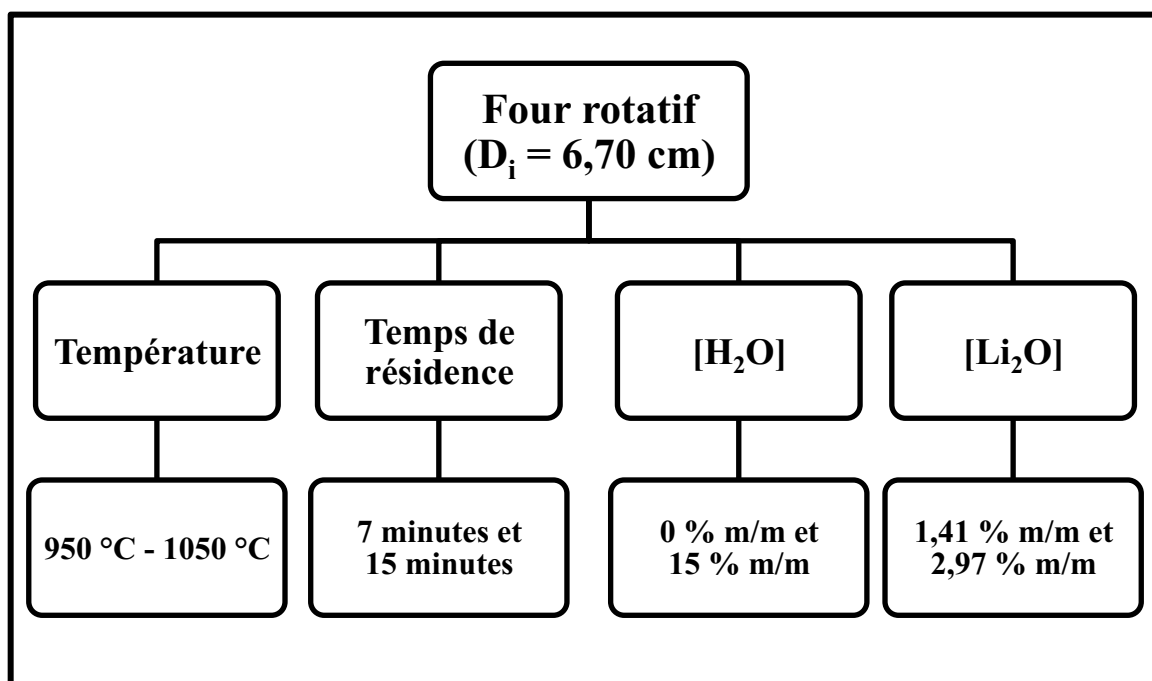 Four rotatif
(Dᵢ = 6,70 cm)
Température
Temps de
résidence
[H₂O]
[Li₂O]
950 °C - 1050 °C
7 minutes et
15 minutes
0 % m/m et
15 % m/m
1,41 % m/m et
2,97 % m/m